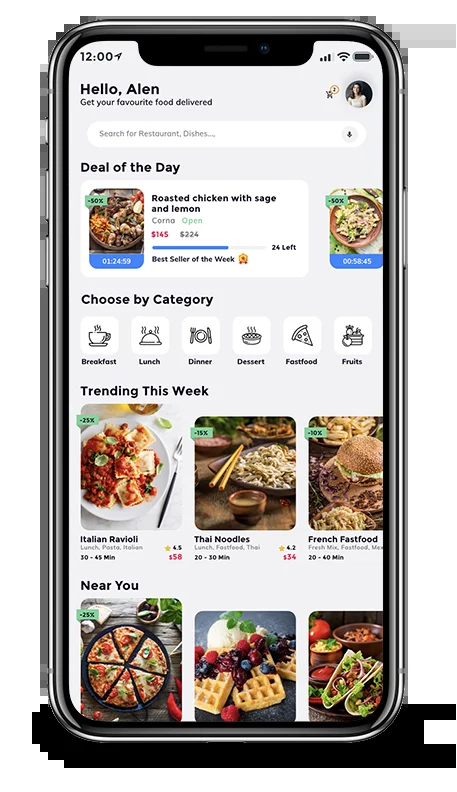 12:00
Hello, Alen
Get your favourite food delivered
2
Search for Restaurant, Dishes...,
Deal of the Day
-50%
Roasted chicken with sage
and lemon
Corna Open
$145 $224
24 Left
Best Seller of the Week
01:24:59
-50%
00:58:45
Choose by Category
Breakfast Lunch Dinner Dessert Fastfood Fruits
Trending This Week
-25% -15% -10%
Italian Ravioli
Lunch, Pasta, Italian 4.5
30 - 45 Min $58
Thai Noodles
Lunch, Fastfood, Thai 4.2
20 - 30 Min $34
French Fastfood
Fresh Mix, Fastfood, Mex
20 - 40 Min
Near You
-25%